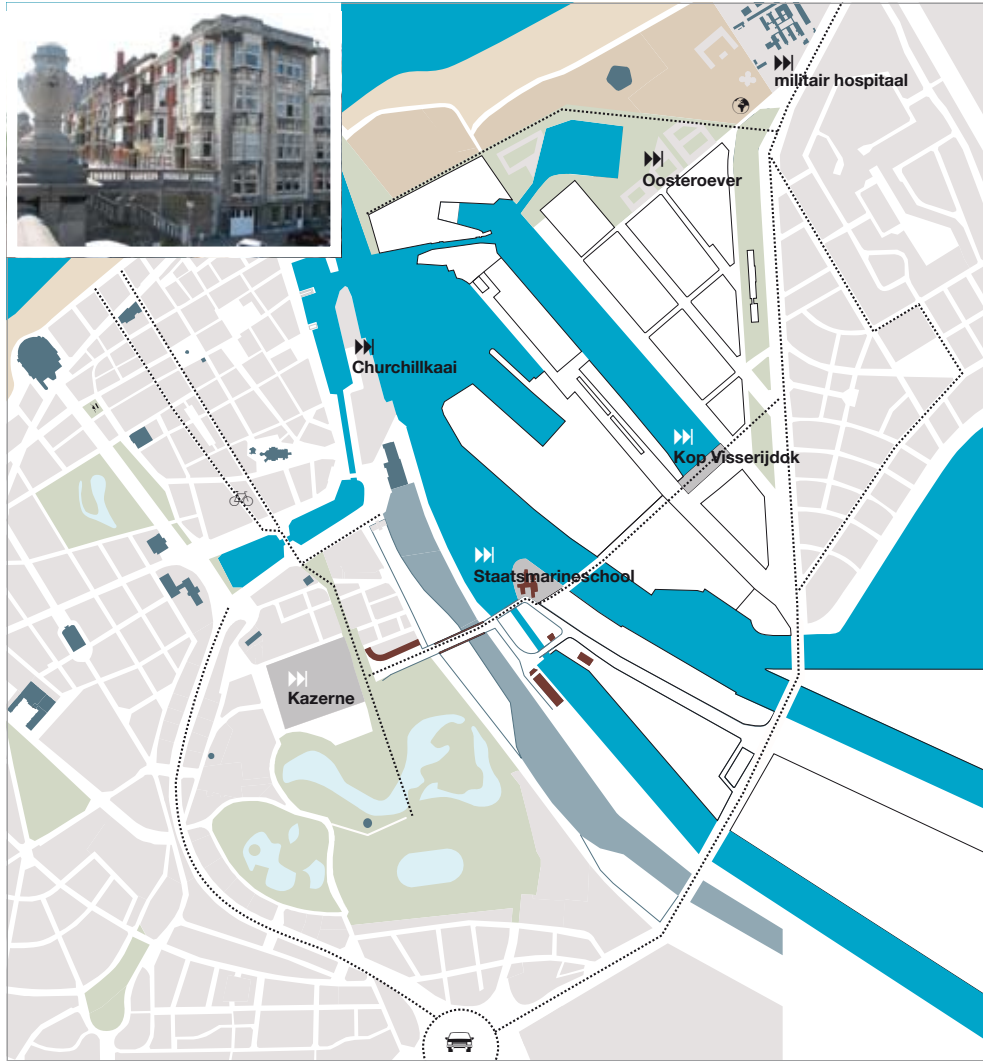 militair hospitaal
Oosteroever
Churchillkaai
Kop Visserijdok
Staatsmarineschool
Kazerne